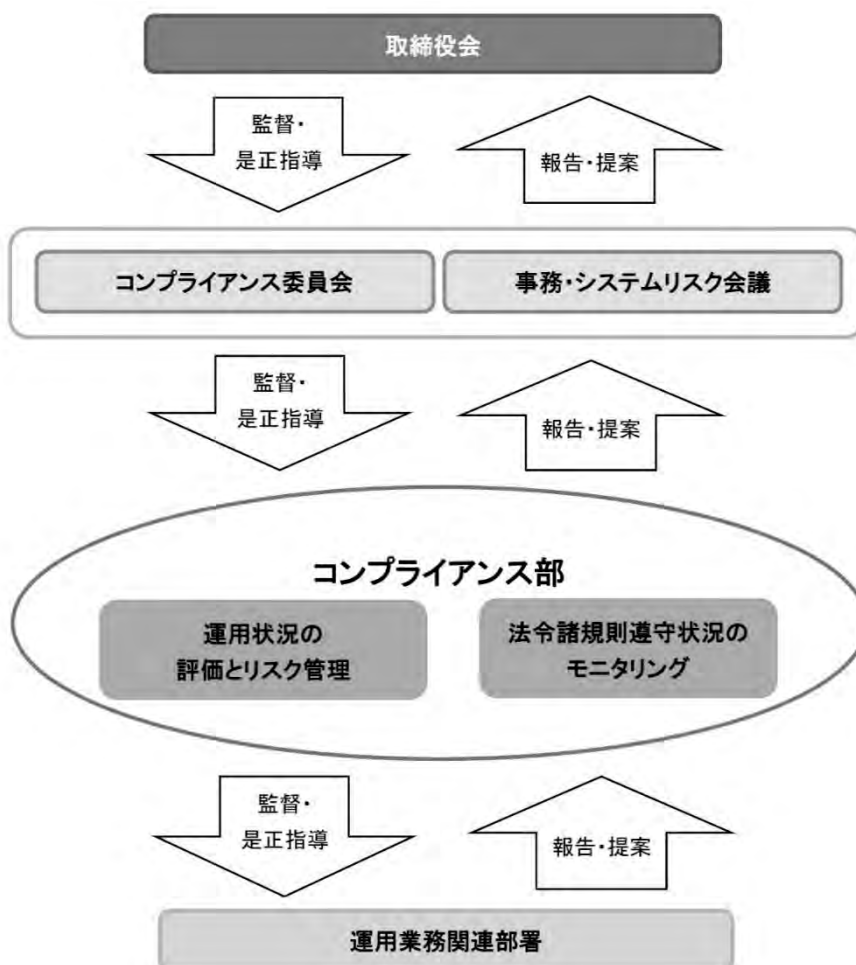 取締役会
監督・
是正指導
報告・提案
コンプライアンス委員会
事務・システムリスク会議
監督・
是正指導
報告・提案
コンプライアンス部
運用状況の
評価とリスク管理
法令諸規則遵守状況の
モニタリング
監督・
是正指導
報告・提案
運用業務関連部署